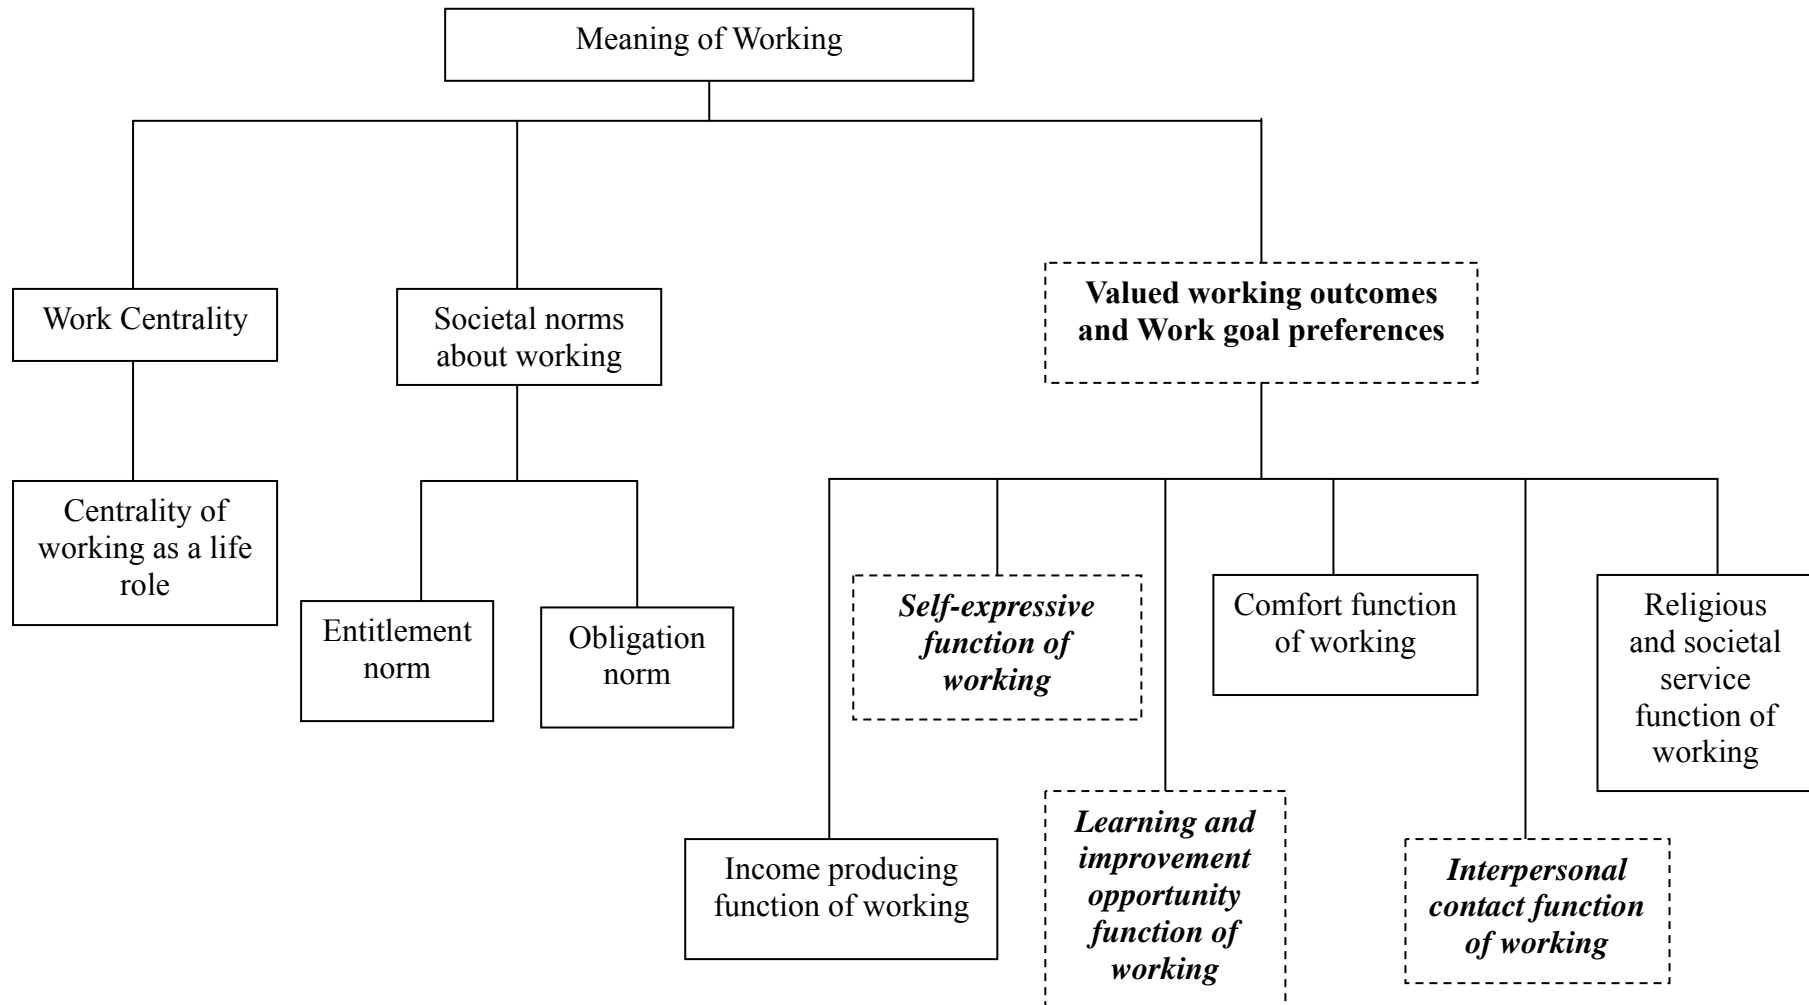 Meaning of Working
Work Centrality
Societal norms
about working
Valued working outcomes
and Work goal preferences
Centrality of
working as a life
role
Entitlement
norm
Obligation
norm
Self-expressive
function of
working
Comfort function
of working
Religious
and societal
service
function of
working
Income producing
function of working
Learning and
improvement
opportunity
function of
working
Interpersonal
contact function
of working